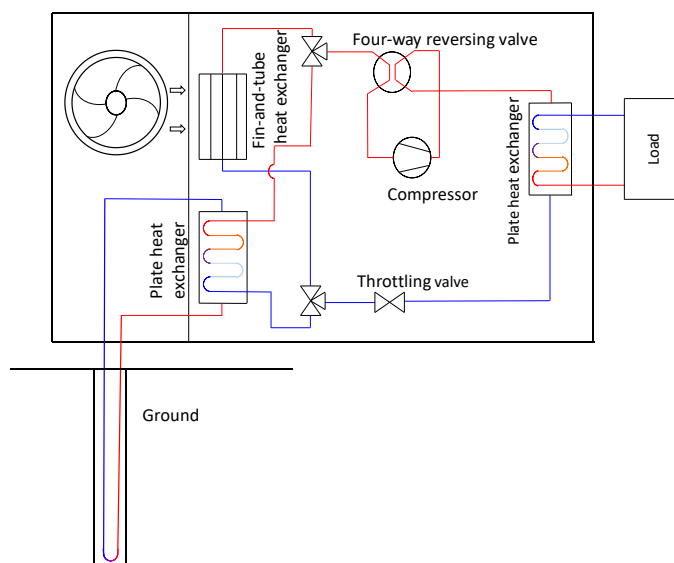 Four-way reversing valve
Fin-and-tube
heat exchanger
Compressor
Plate heat exchanger
Load
Plate heat
exchanger
Throttling valve
Ground